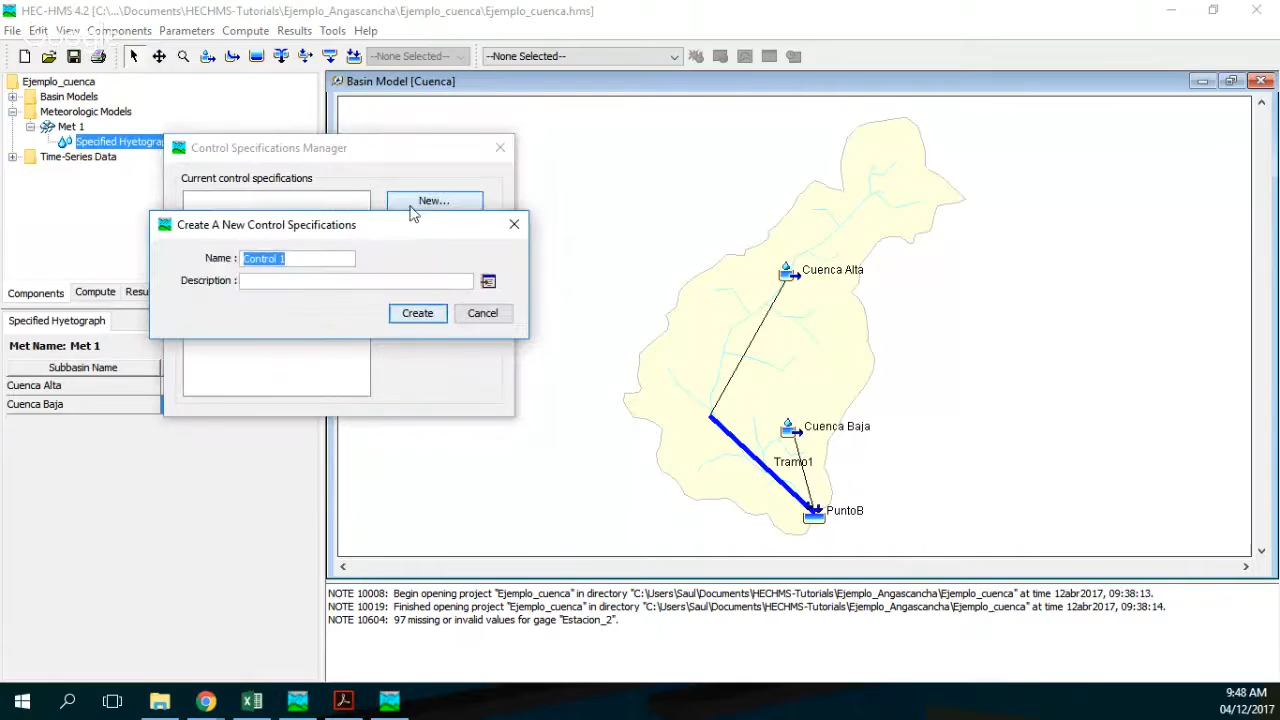 HEC-HMS 4.2 [C:\...\Documents\HECHMS-Tutorials\Ejemplo_Angascancha\Ejemplo_cuenca\Ejemplo_cuenca.hms]
File Edit View Components Parameters Compute Results Tools Help
--None Selected-- --None Selected--
Ejemplo_cuenca
Basin Models
Meteorologic Models
Met 1
Specified Hyetogra
Time-Series Data
Components Compute Resu
Specified Hyetograph
Met Name: Met 1
Subbasin Name
Cuenca Alta
Cuenca Baja
Control Specifications Manager
Current control specifications
New...
Create A New Control Specifications
Name : Control 1
Description :
Create Cancel
Basin Model [Cuenca]
Cuenca Alta
Cuenca Baja
Tramo1
PuntoB
NOTE 10008: Begin opening project "Ejemplo_cuenca" in directory "C:\Users\Saul\Documents\HECHMS-Tutorials\Ejemplo_Angascancha\Ejemplo_cuenca" at time 12abr2017, 09:38:13.
NOTE 10019: Finished opening project "Ejemplo_cuenca" in directory "C:\Users\Saul\Documents\HECHMS-Tutorials\Ejemplo_Angascancha\Ejemplo_cuenca" at time 12abr2017, 09:38:14.
NOTE 10604: 97 missing or invalid values for gage "Estacion_2".
9:48 AM
04/12/2017